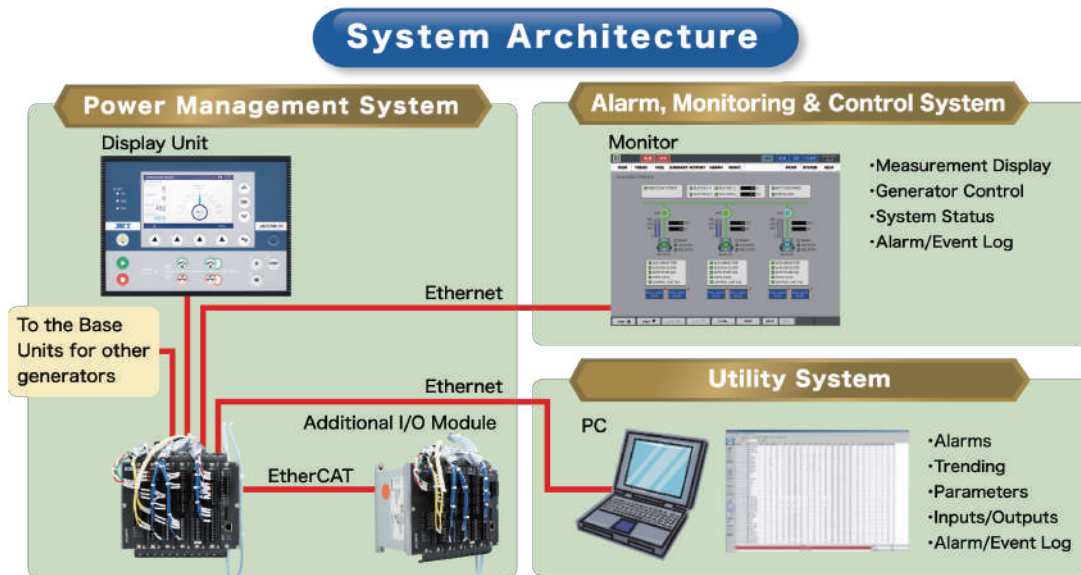 System Architecture
Power Management System
Display Unit
To the Base
Units for other
generators
Ethernet
Ethernet
Additional I/O Module
EtherCAT
Alarm, Monitoring & Control System
Monitor
・Measurement Display
・Generator Control
・System Status
・Alarm/Event Log
Utility System
PC
・Alarms
・Trending
・Parameters
・Inputs/Outputs
・Alarm/Event Log